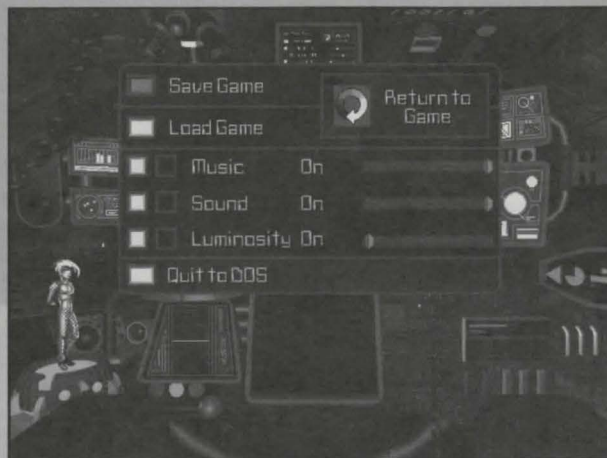 Save Game
Return to
Game
Load Game
Music On
Sound On
Luminosity On
Quit to DOS